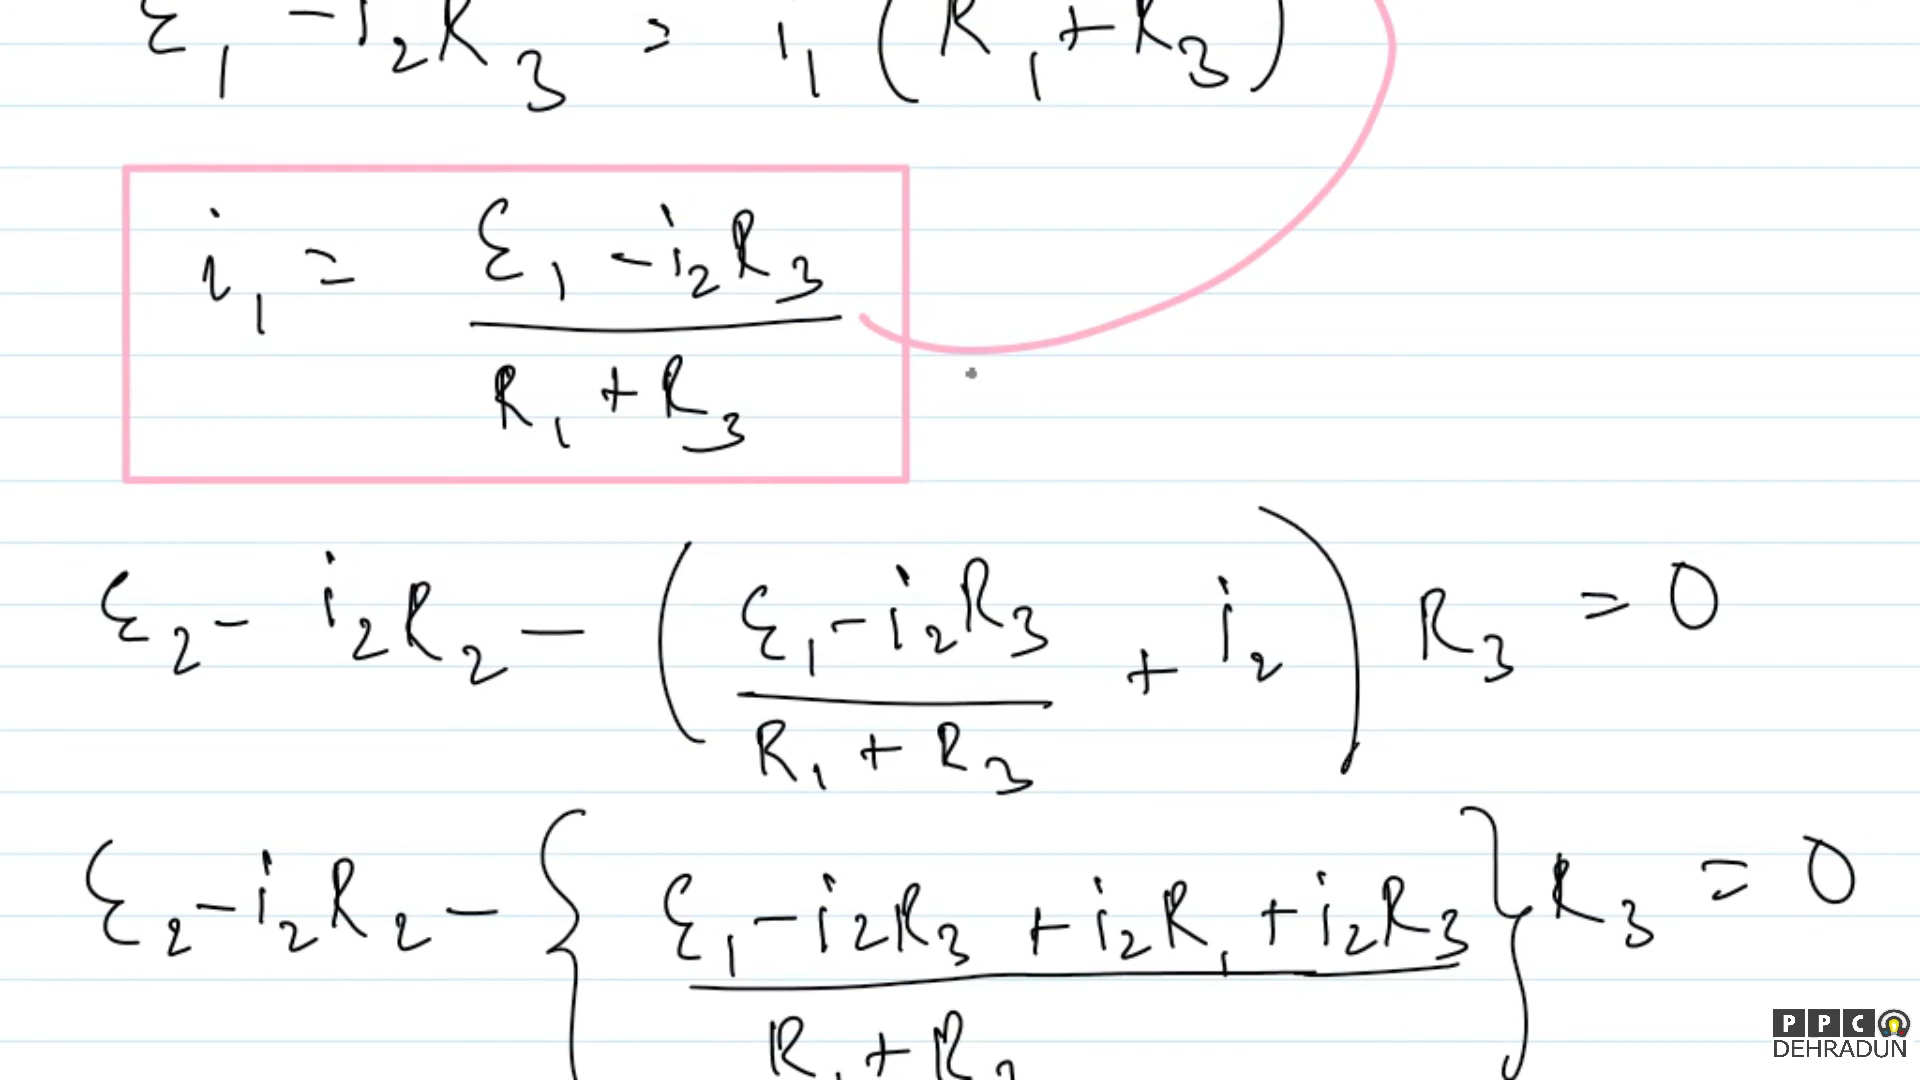 ε₁ - i₂R₃ = i₁ (R₁ + R₃)
i₁ = (ε₁ - i₂R₃) / (R₁ + R₃)
ε₂ - i₂R₂ - ((ε₁ - i₂R₃) / (R₁ + R₃) + i₂) R₃ = 0
ε₂ - i₂R₂ - {(ε₁ - i₂R₃ + i₂R₁ + i₂R₃) / (R₁ + R₃)} R₃ = 0
PPC
DEHRADUN